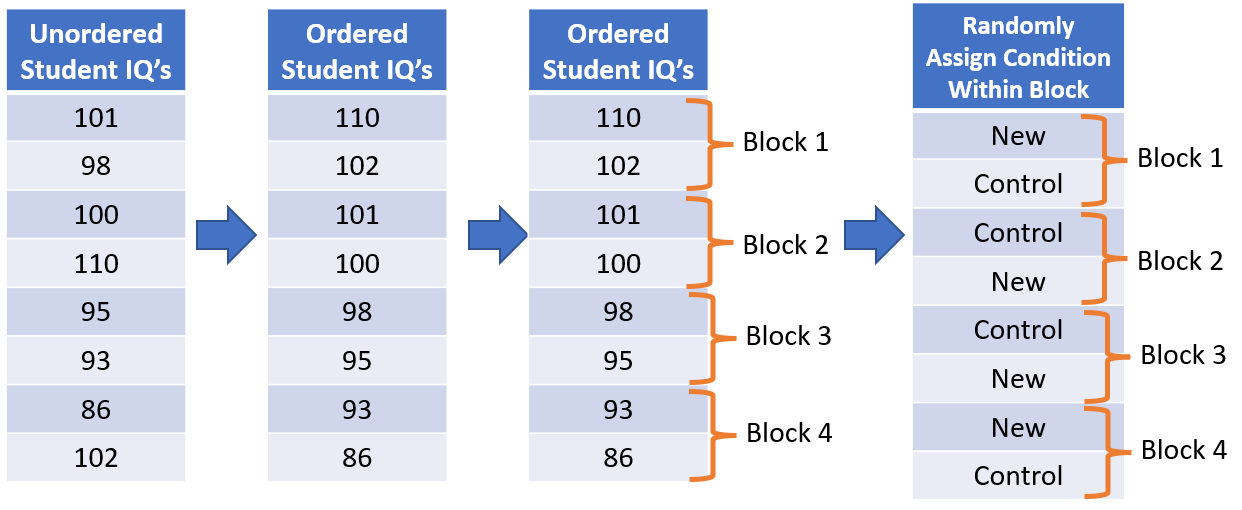 Unordered
Student IQ's
101
98
100
110
95
93
86
102
Ordered
Student IQ's
110
102
101
100
98
95
93
86
Ordered
Student IQ's
110
102
101
100
98
95
93
86
Block 1
Block 2
Block 3
Block 4
Randomly
Assign Condition
Within Block
New
Control
Control
New
Control
New
New
Control
Block 1
Block 2
Block 3
Block 4